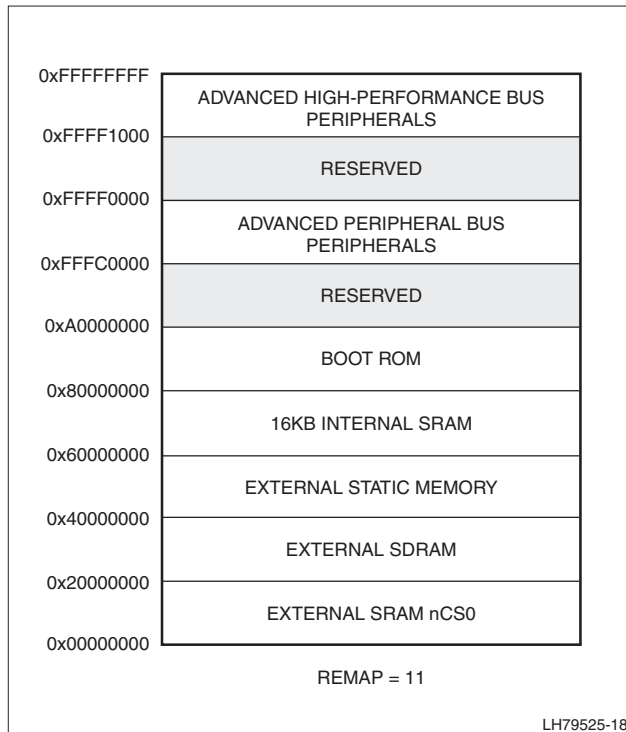 0xFFFFFFFF
ADVANCED HIGH-PERFORMANCE BUS
PERIPHERALS
0xFFFF1000
RESERVED
0xFFFF0000
ADVANCED PERIPHERAL BUS
PERIPHERALS
0xFFFC0000
RESERVED
0xA0000000
BOOT ROM
0x80000000
16KB INTERNAL SRAM
0x60000000
EXTERNAL STATIC MEMORY
0x40000000
EXTERNAL SDRAM
0x20000000
EXTERNAL SRAM nCS0
0x00000000
REMAP = 11
LH79525-18